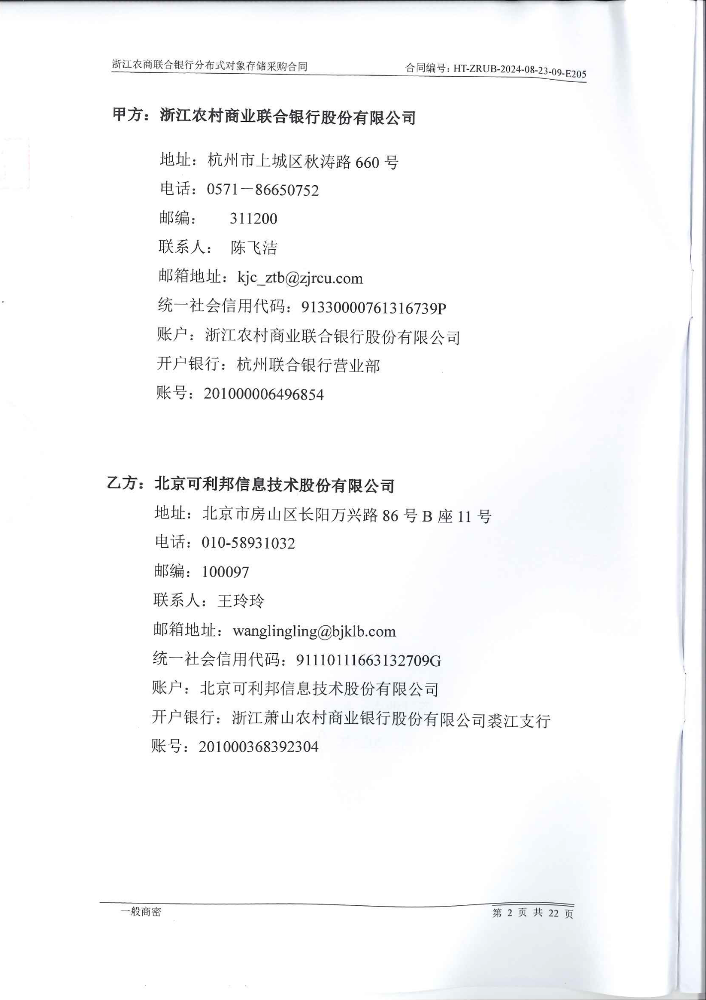 浙江农商联合银行分布式对象存储采购合同
合同编号：HT-ZRUB-2024-08-23-09-E205
甲方：浙江农村商业联合银行股份有限公司
地址：杭州市上城区秋涛路 660 号
电话：0571－86650752
邮编： 311200
联系人： 陈飞洁
邮箱地址：kjc_ztb@zjrcu.com
统一社会信用代码：91330000761316739P
账户：浙江农村商业联合银行股份有限公司
开户银行：杭州联合银行营业部
账号：201000006496854
乙方：北京可利邦信息技术股份有限公司
地址：北京市房山区长阳万兴路 86 号 B 座 11 号
电话：010-58931032
邮编：100097
联系人：王玲玲
邮箱地址：wanglingling@bjklb.com
统一社会信用代码：91110111663132709G
账户：北京可利邦信息技术股份有限公司
开户银行：浙江萧山农村商业银行股份有限公司裘江支行
账号：201000368392304
一般商密
第 2 页 共 22 页